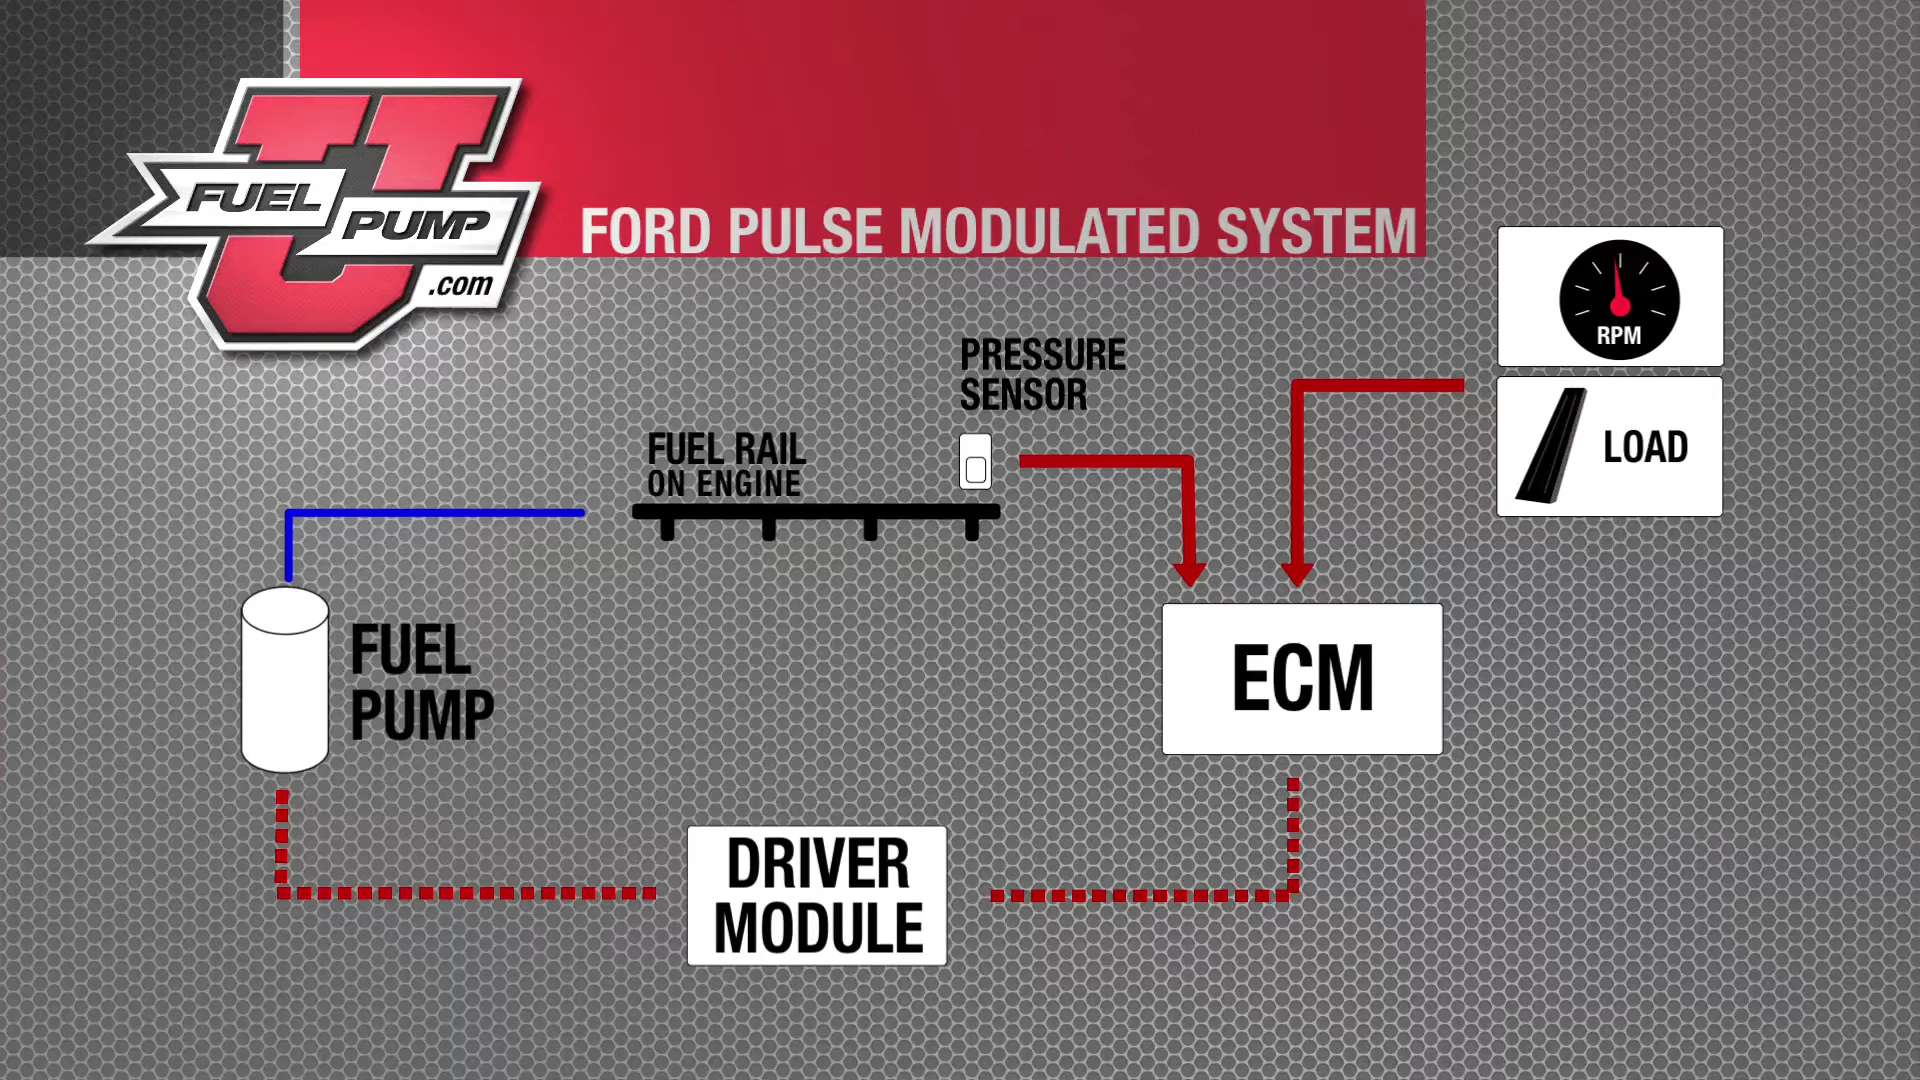 FUEL
PUMP
.com
FORD PULSE MODULATED SYSTEM
RPM
LOAD
PRESSURE
SENSOR
FUEL RAIL
ON ENGINE
FUEL
PUMP
ECM
DRIVER
MODULE